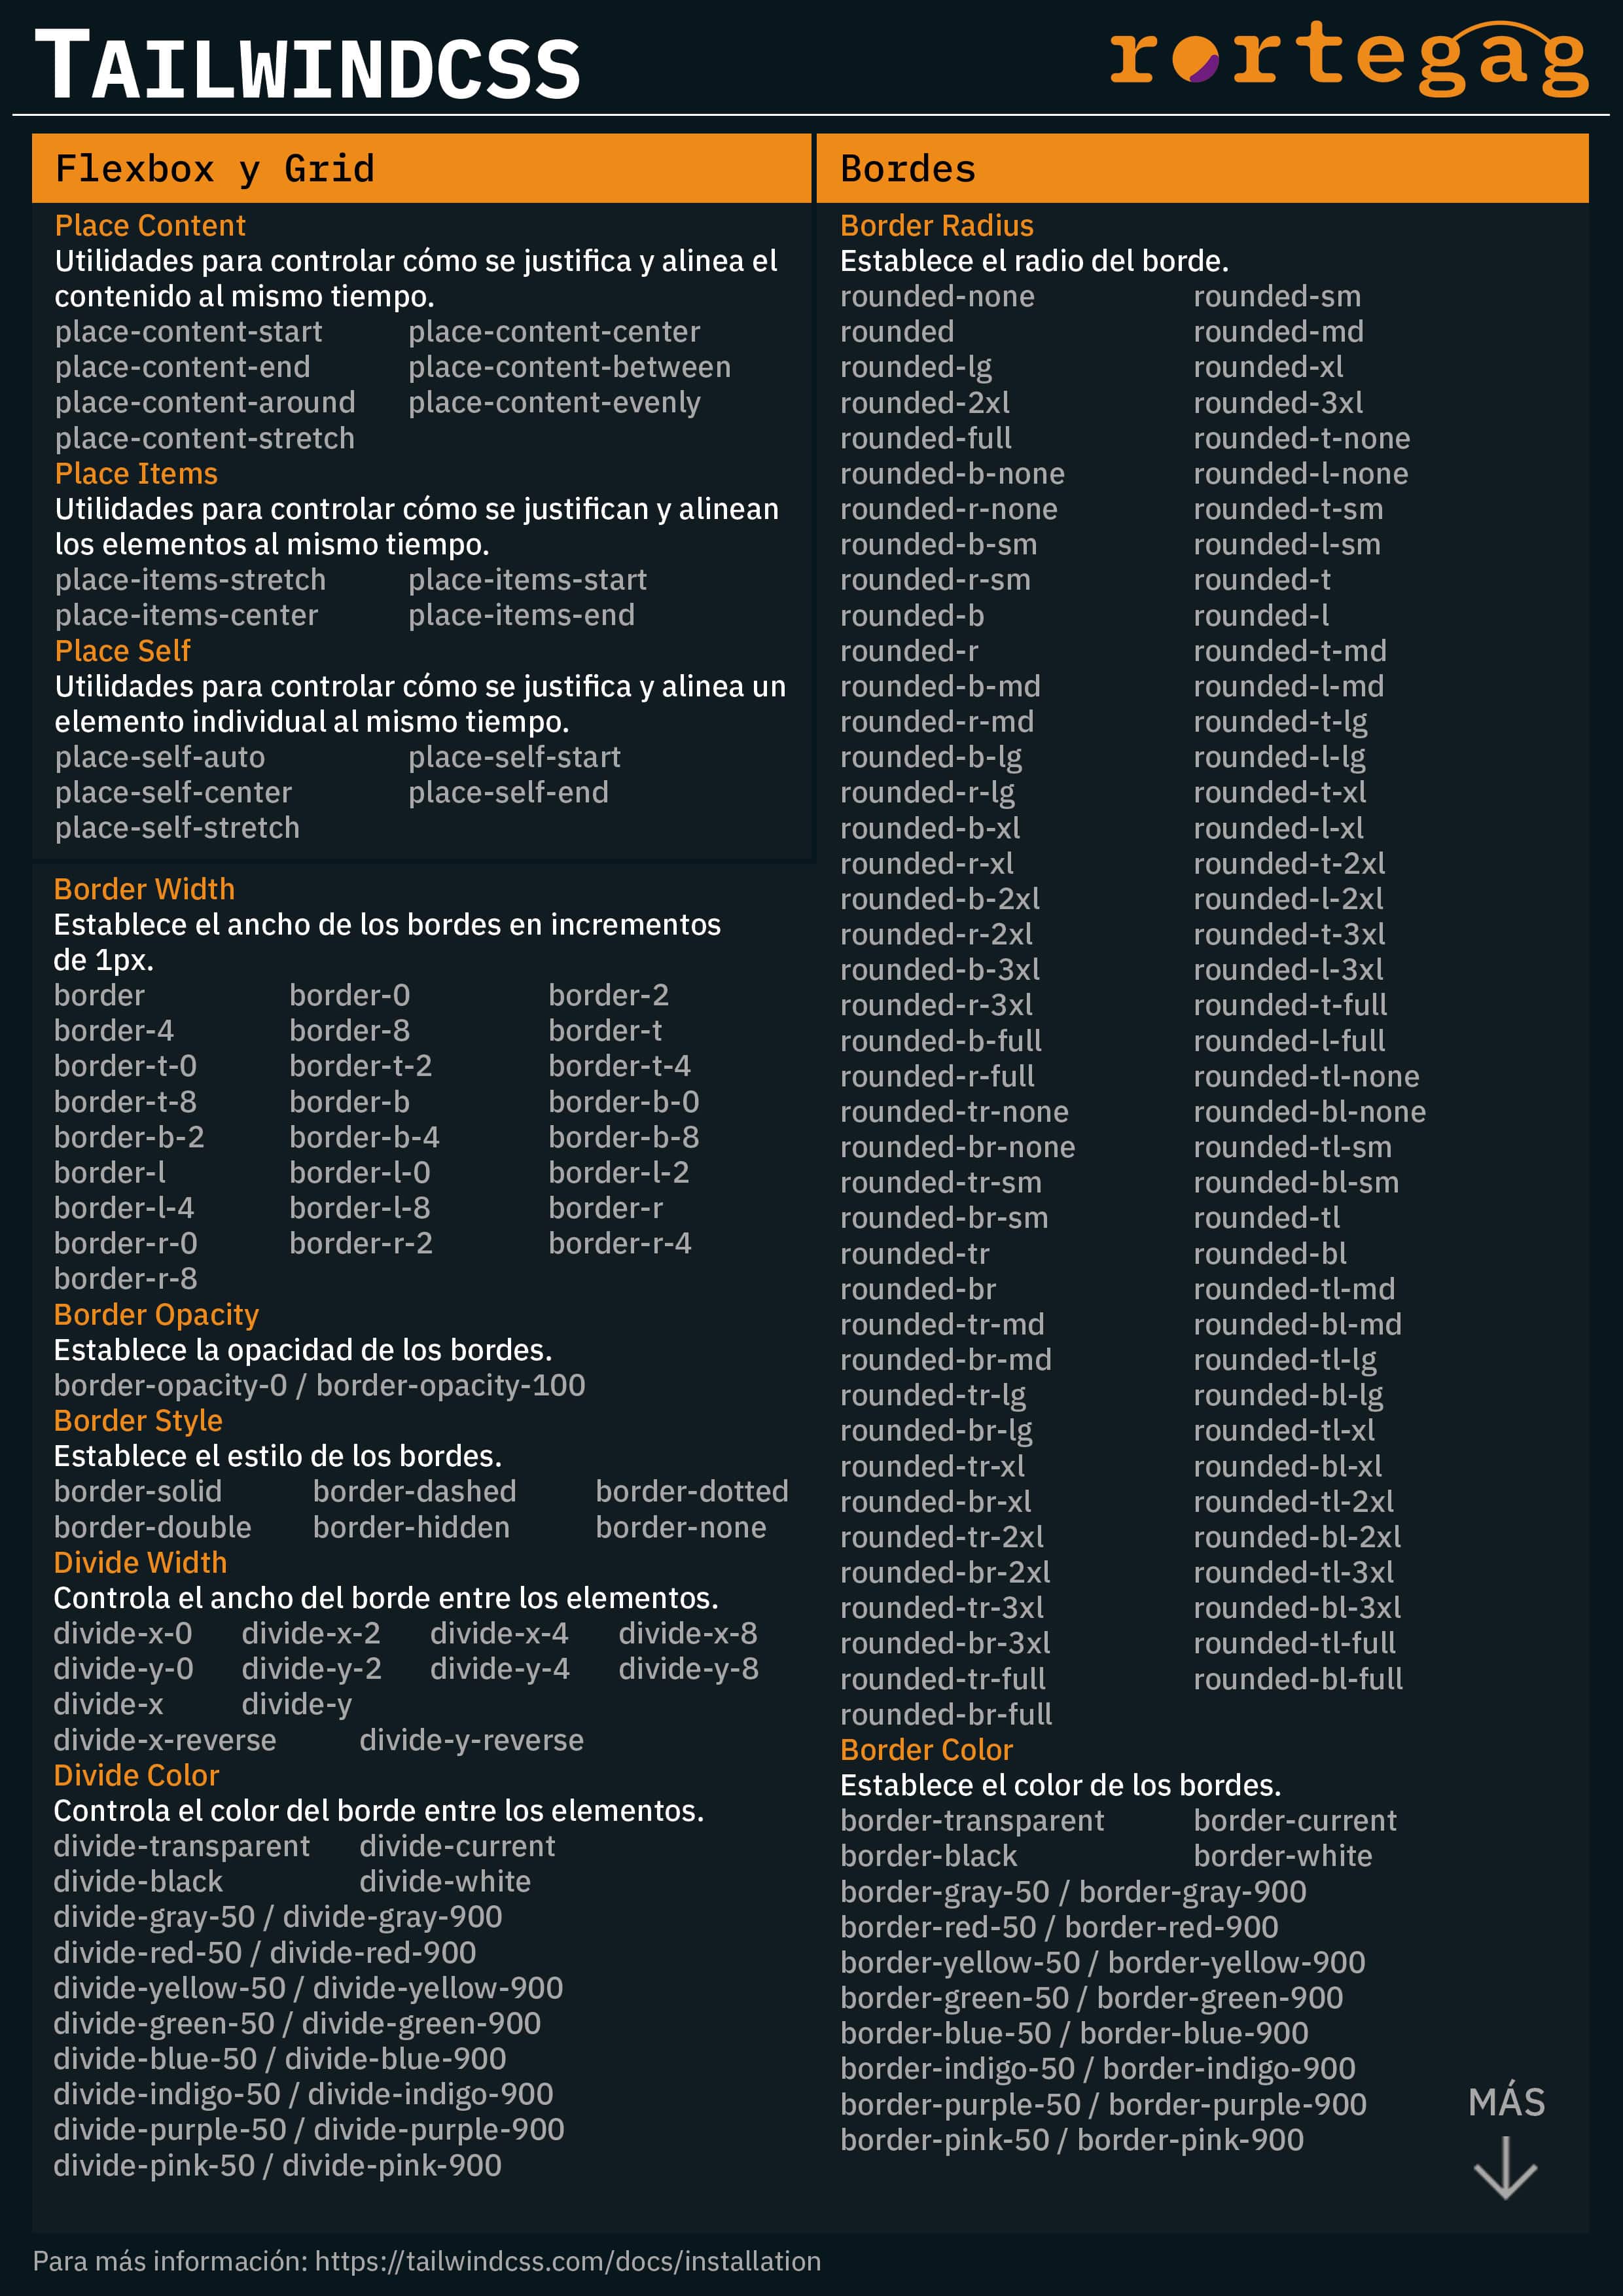 TAILWINDCSS
rortegag
Flexbox y Grid
Place Content
Utilidades para controlar cómo se justifica y alinea el
contenido al mismo tiempo.
place-content-start place-content-center
place-content-end place-content-between
place-content-around place-content-evenly
place-content-stretch
Place Items
Utilidades para controlar cómo se justifican y alinean
los elementos al mismo tiempo.
place-items-stretch place-items-start
place-items-center place-items-end
Place Self
Utilidades para controlar cómo se justifica y alinea un
elemento individual al mismo tiempo.
place-self-auto place-self-start
place-self-center place-self-end
place-self-stretch
Border Width
Establece el ancho de los bordes en incrementos
de 1px.
border border-0 border-2
border-4 border-8 border-t
border-t-0 border-t-2 border-t-4
border-t-8 border-b border-b-0
border-b-2 border-b-4 border-b-8
border-l border-l-0 border-l-2
border-l-4 border-l-8 border-r
border-r-0 border-r-2 border-r-4
border-r-8
Border Opacity
Establece la opacidad de los bordes.
border-opacity-0 / border-opacity-100
Border Style
Establece el estilo de los bordes.
border-solid border-dashed border-dotted
border-double border-hidden border-none
Divide Width
Controla el ancho del borde entre los elementos.
divide-x-0 divide-x-2 divide-x-4 divide-x-8
divide-y-0 divide-y-2 divide-y-4 divide-y-8
divide-x divide-y
divide-x-reverse divide-y-reverse
Divide Color
Controla el color del borde entre los elementos.
divide-transparent divide-current
divide-black divide-white
divide-gray-50 / divide-gray-900
divide-red-50 / divide-red-900
divide-yellow-50 / divide-yellow-900
divide-green-50 / divide-green-900
divide-blue-50 / divide-blue-900
divide-indigo-50 / divide-indigo-900
divide-purple-50 / divide-purple-900
divide-pink-50 / divide-pink-900
Bordes
Border Radius
Establece el radio del borde.
rounded-none rounded-sm
rounded rounded-md
rounded-lg rounded-xl
rounded-2xl rounded-3xl
rounded-full rounded-t-none
rounded-b-none rounded-l-none
rounded-r-none rounded-t-sm
rounded-b-sm rounded-l-sm
rounded-r-sm rounded-t
rounded-b rounded-l
rounded-r rounded-t-md
rounded-b-md rounded-l-md
rounded-r-md rounded-t-lg
rounded-b-lg rounded-l-lg
rounded-r-lg rounded-t-xl
rounded-b-xl rounded-l-xl
rounded-r-xl rounded-t-2xl
rounded-b-2xl rounded-l-2xl
rounded-r-2xl rounded-t-3xl
rounded-b-3xl rounded-l-3xl
rounded-r-3xl rounded-t-full
rounded-b-full rounded-l-full
rounded-r-full rounded-tl-none
rounded-tr-none rounded-bl-none
rounded-br-none rounded-tl-sm
rounded-tr-sm rounded-bl-sm
rounded-br-sm rounded-tl
rounded-tr rounded-bl
rounded-br rounded-tl-md
rounded-tr-md rounded-bl-md
rounded-br-md rounded-tl-lg
rounded-tr-lg rounded-bl-lg
rounded-br-lg rounded-tl-xl
rounded-tr-xl rounded-bl-xl
rounded-br-xl rounded-tl-2xl
rounded-tr-2xl rounded-bl-2xl
rounded-br-2xl rounded-tl-3xl
rounded-tr-3xl rounded-bl-3xl
rounded-br-3xl rounded-tl-full
rounded-tr-full rounded-bl-full
rounded-br-full
Border Color
Establece el color de los bordes.
border-transparent border-current
border-black border-white
border-gray-50 / border-gray-900
border-red-50 / border-red-900
border-yellow-50 / border-yellow-900
border-green-50 / border-green-900
border-blue-50 / border-blue-900
border-indigo-50 / border-indigo-900
border-purple-50 / border-purple-900
border-pink-50 / border-pink-900
MÁS
Para más información: https://tailwindcss.com/docs/installation